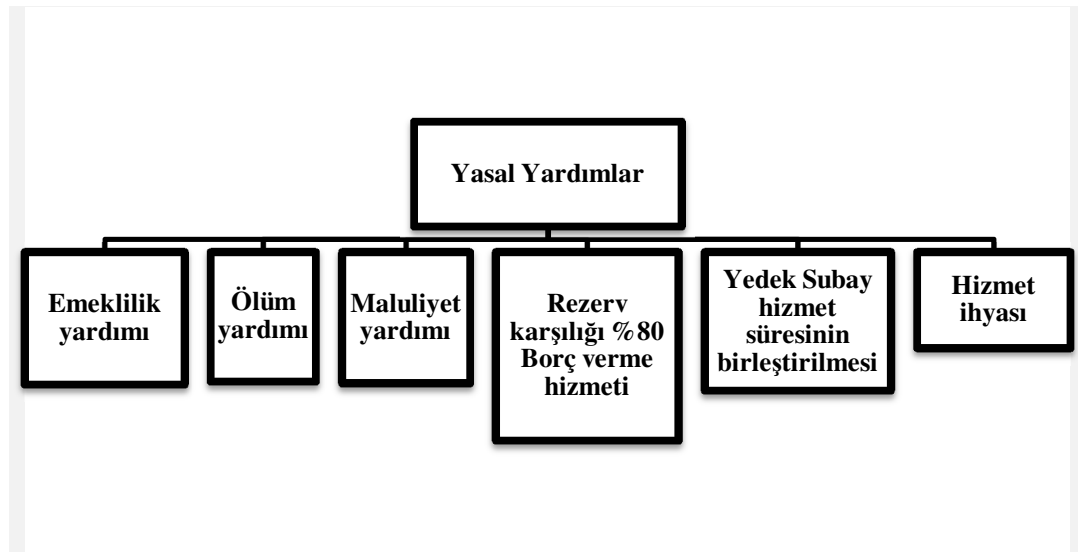 Yasal Yardımlar
Emeklilik
yardımı
Ölüm
yardımı
Maluliyet
yardımı
Rezerv
karşılığı %80
Borç verme
hizmeti
Yedek Subay
hizmet
süresinin
birleştirilmesi
Hizmet
ihyası